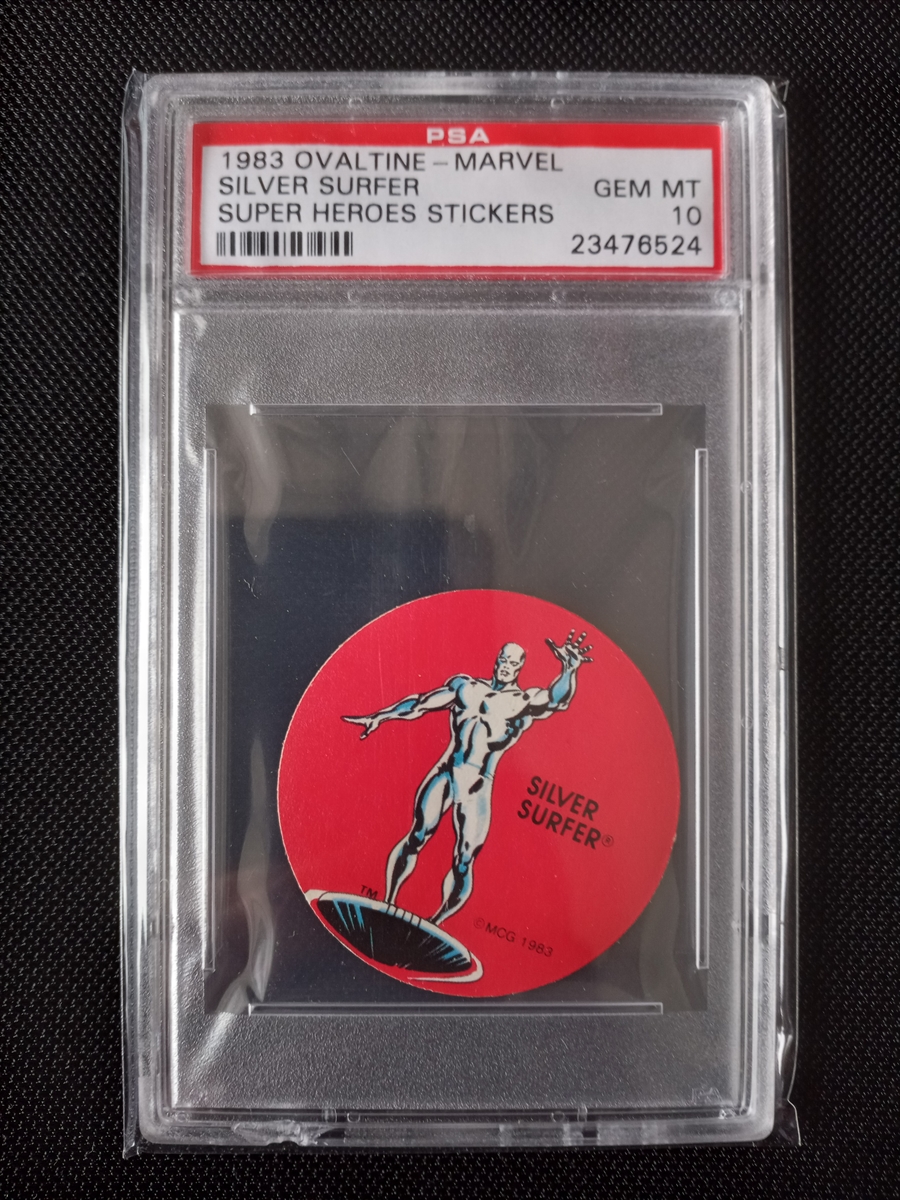 PSA
1983 OVALTINE - MARVEL
SILVER SURFER GEM MT
SUPER HEROES STICKERS 10
23476524
SILVER
SURFER®
TM
©MCG 1983